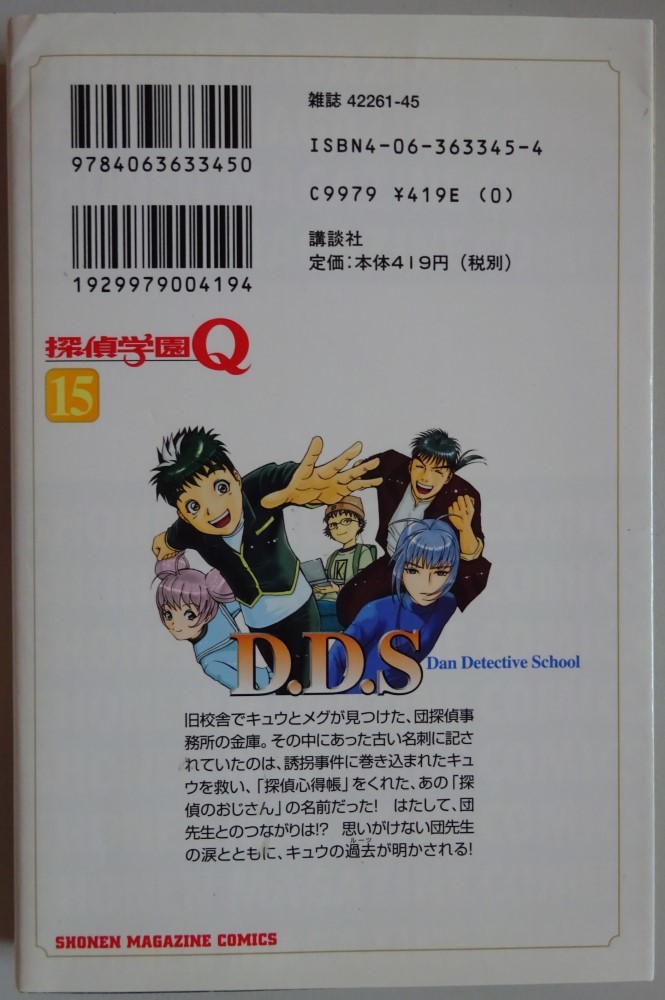 雑誌 42261-45
9784063633450
ISBN4-06-363345-4
C9979 ¥419E (0)
1929979004194
講談社
定価:本体419円(税別)
探偵学園Q
15
K
D.D.S Dan Detective School
旧校舎でキュウとメグが見つけた、団探偵事
務所の金庫。その中にあった古い名刺に記さ
れていたのは、誘拐事件に巻き込まれたキュ
ウを救い、「探偵心得帳」をくれた、あの「探
偵のおじさん」の名前だった! はたして、団
先生とのつながりは!? 思いがけない団先生
ルーツ
の涙とともに、キュウの過去が明かされる!
SHONEN MAGAZINE COMICS